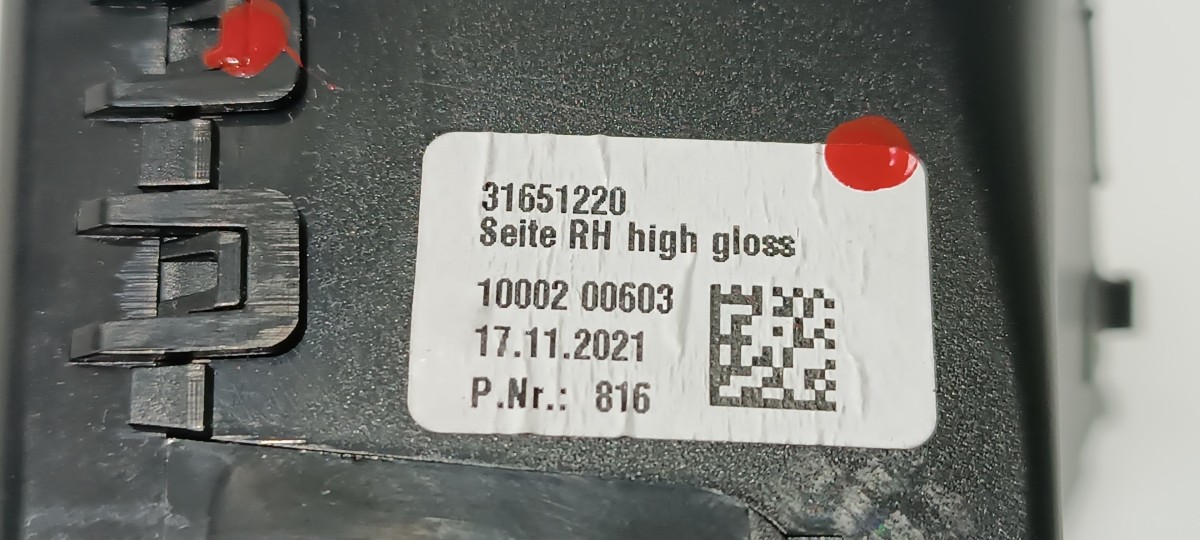 31651220
Seite RH high gloss
10002 00603
17.11.2021
P.Nr.: 816